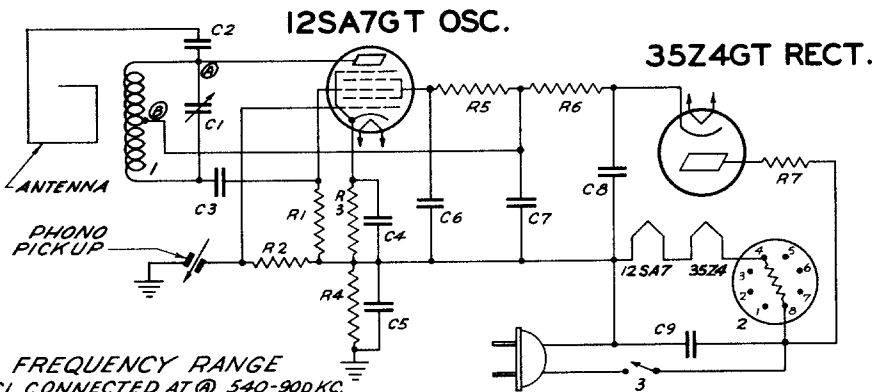 12SA7GT OSC.
35Z4GT RECT.
C2
A
B
C1
1
ANTENNA
C3
R5
R6
C8
R7
PHONO
PICKUP
R1
R3
C4
C6
C7
R2
R4
C5
12SA7
35Z4
4
5
3
6
2
7
1
8
2
C9
3
FREQUENCY RANGE
C1 CONNECTED AT A 540-900 KC.